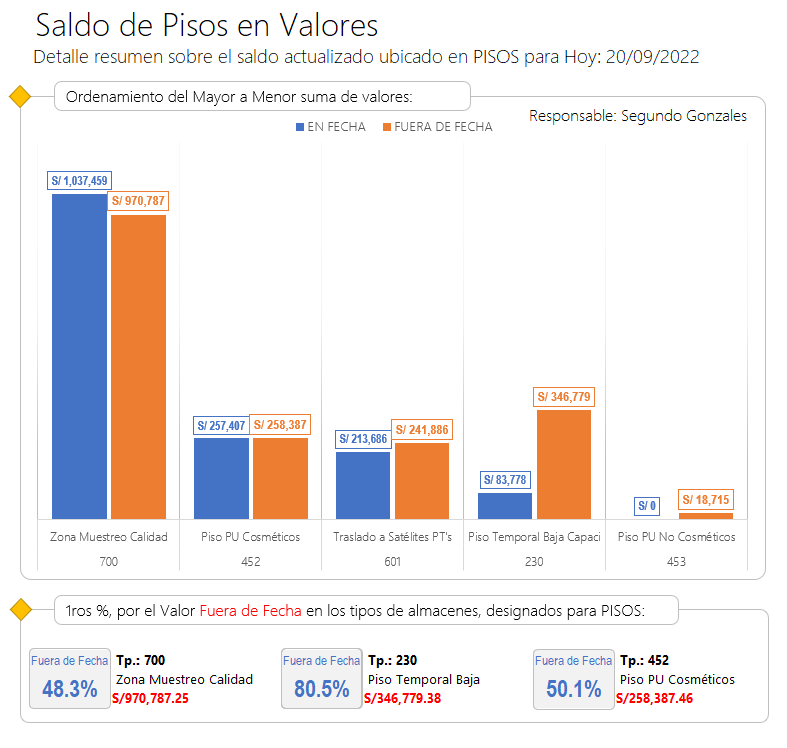 Saldo de Pisos en Valores
Detalle resumen sobre el saldo actualizado ubicado en PISOS para Hoy: 20/09/2022
Ordenamiento del Mayor a Menor suma de valores:
Responsable: Segundo Gonzales
EN FECHA FUERA DE FECHA
S/ 1,037,459
S/ 970,787
S/ 257,407
S/ 258,387
S/ 213,686
S/ 241,886
S/ 83,778
S/ 346,779
S/ 0
S/ 18,715
Zona Muestreo Calidad Piso PU Cosméticos Traslado a Satélites PT's Piso Temporal Baja Capaci Piso PU No Cosméticos
700 452 601 230 453
1ros %, por el Valor Fuera de Fecha en los tipos de almacenes, designados para PISOS:
Fuera de Fecha
48.3%
Tp.: 700
Zona Muestreo Calidad
S/970,787.25
Fuera de Fecha
80.5%
Tp.: 230
Piso Temporal Baja
S/346,779.38
Fuera de Fecha
50.1%
Tp.: 452
Piso PU Cosméticos
S/258,387.46